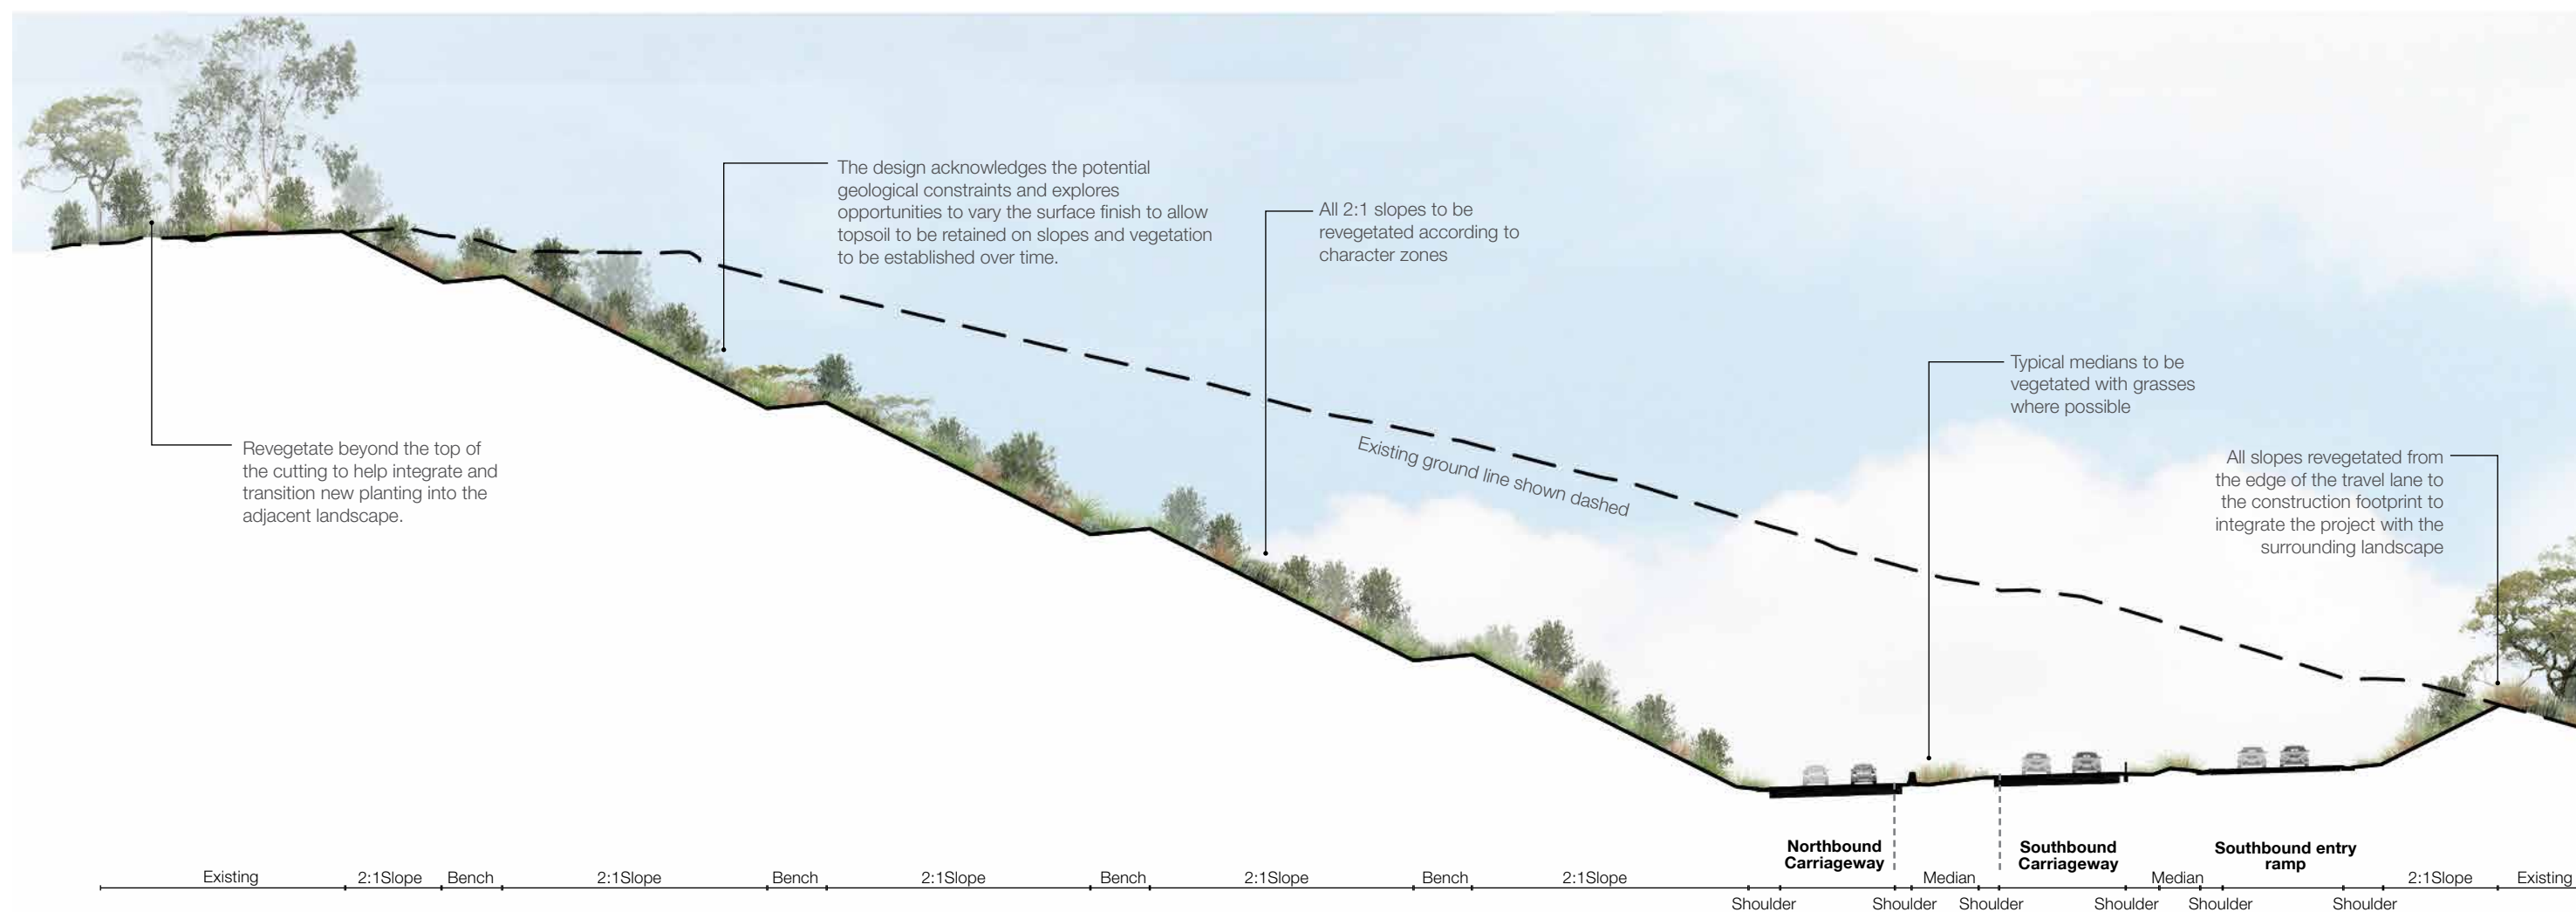 The design acknowledges the potential
geological constraints and explores
opportunities to vary the surface finish to allow
topsoil to be retained on slopes and vegetation
to be established over time.
All 2:1 slopes to be
revegetated according to
character zones
Typical medians to be
vegetated with grasses
where possible
Revegetate beyond the top of
the cutting to help integrate and
transition new planting into the
adjacent landscape.
Existing ground line shown dashed
All slopes revegetated from
the edge of the travel lane to
the construction footprint to
integrate the project with the
surrounding landscape
Northbound
Carriageway
Southbound
Carriageway
Southbound entry
ramp
Existing
2:1Slope
Bench
2:1Slope
Bench
2:1Slope
Bench
2:1Slope
Bench
2:1Slope
Median
Median
2:1Slope
Existing
Shoulder
Shoulder
Shoulder
Shoulder
Shoulder
Shoulder